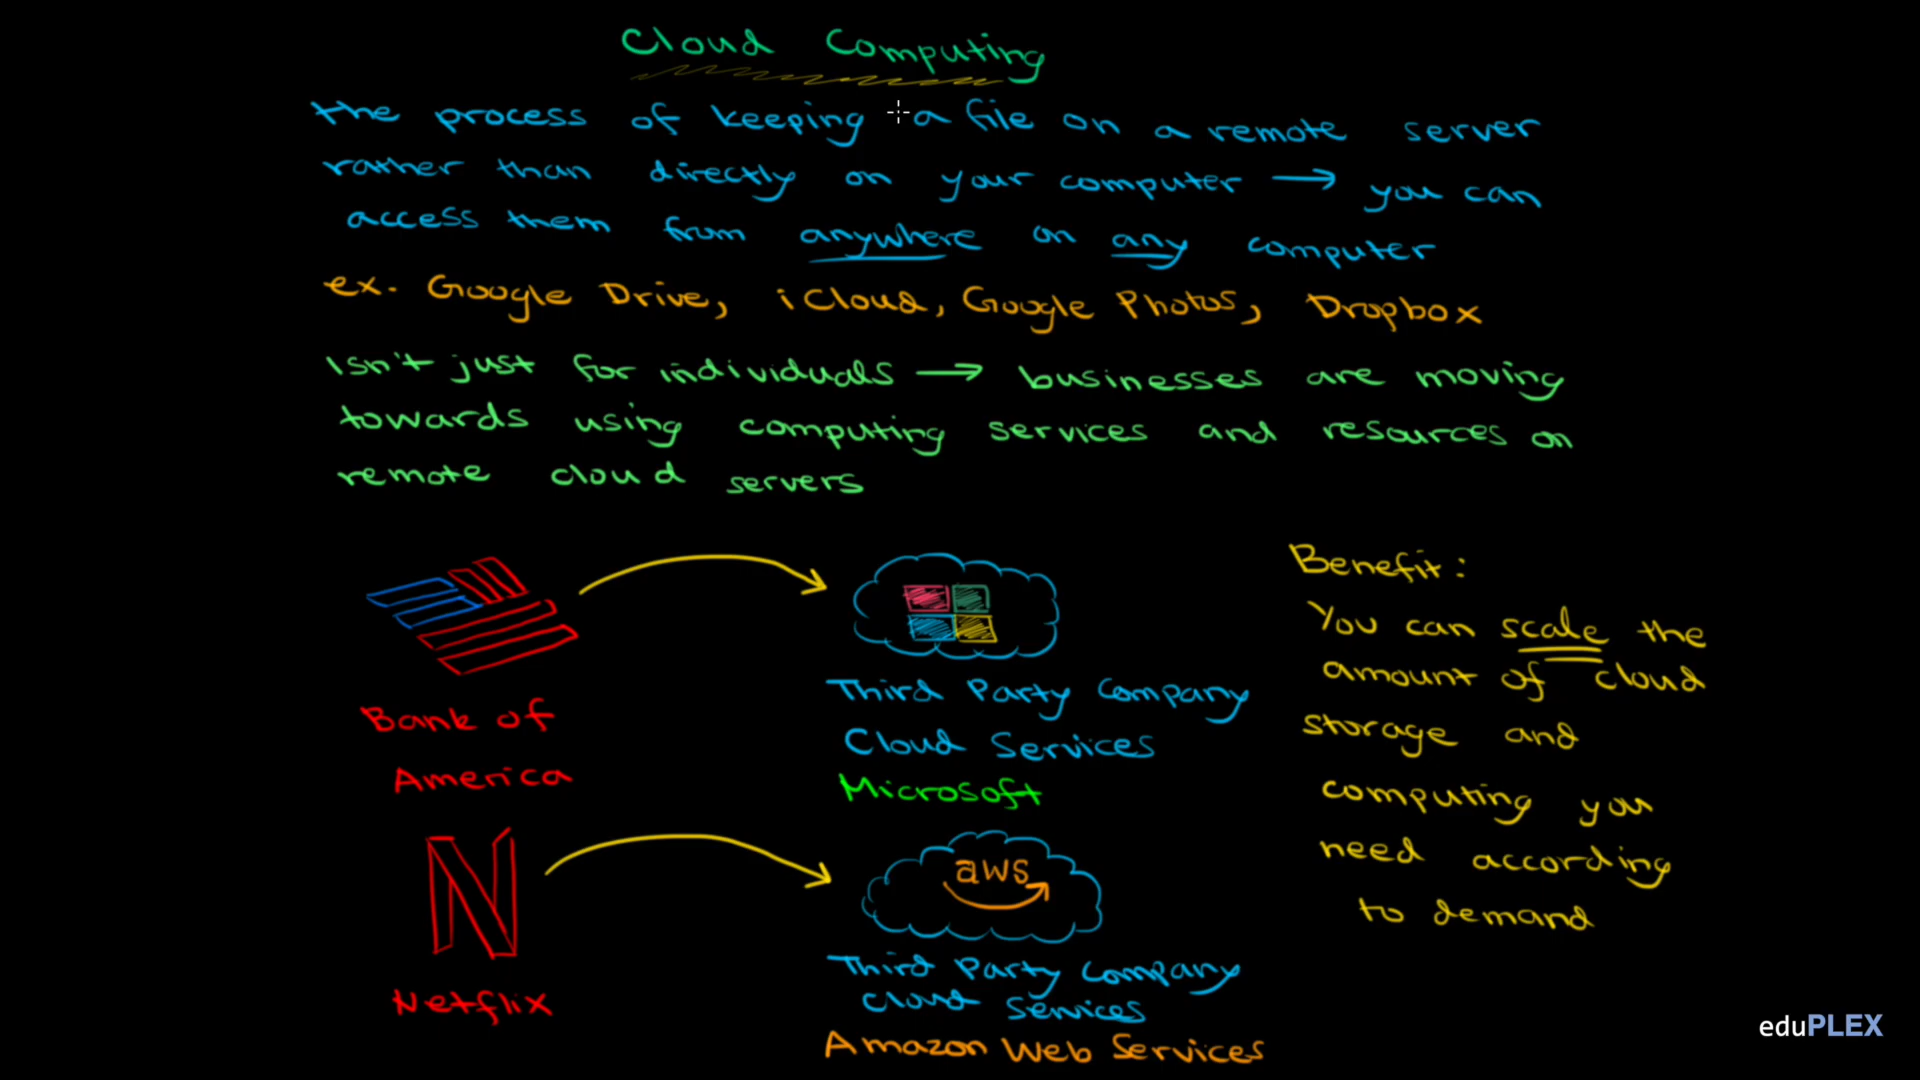 Cloud Computing
the process of keeping a file on a remote server
rather than directly on your computer → you can
access them from anywhere on any computer
ex. Google Drive, iCloud, Google Photos, Dropbox
Isn't just for individuals → businesses are moving
towards using computing services and resources on
remote cloud servers
Bank of
America
Third Party Company
Cloud Services
Microsoft
Netflix
aws
Third Party Company
Cloud Services
Amazon Web Services
Benefit:
You can scale the
amount of cloud
storage and
computing you
need according
to demand
eduPLEX